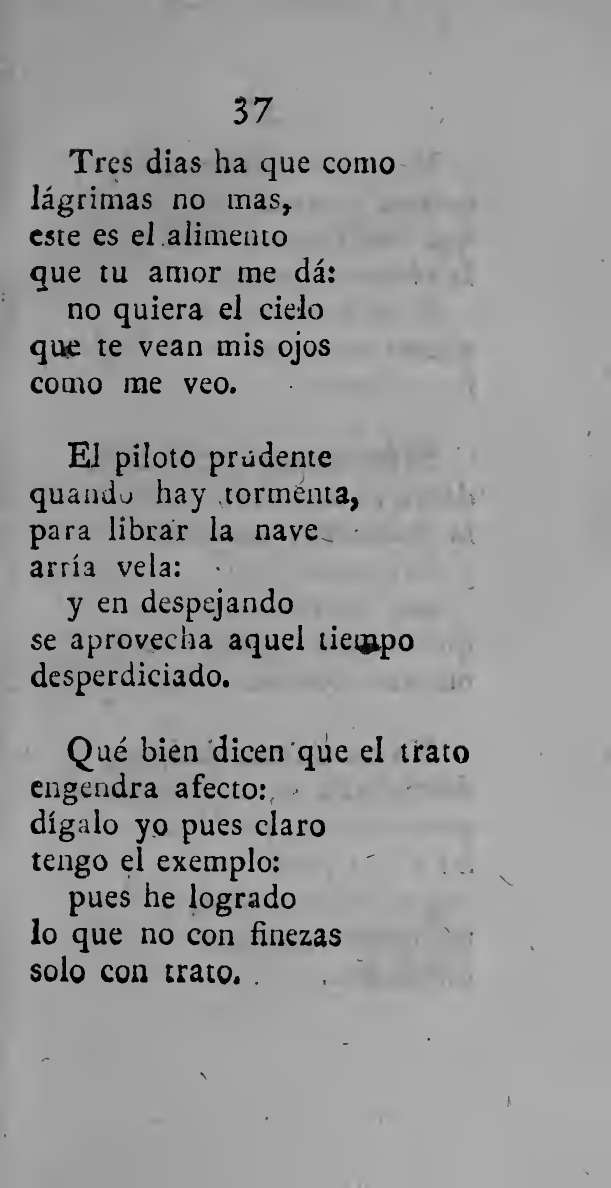 37
Tres dias ha que como
lágrimas no mas,
este es el alimento
que tu amor me dá:
no quiera el cielo
que te vean mis ojos
como me veo.
El piloto prudente
quando hay tormenta,
para librar la nave
arría vela:
y en despejando
se aprovecha aquel tiempo
desperdiciado.
Qué bien dicen que el trato
engendra afecto:
dígalo yo pues claro
tengo el exemplo:
pues he logrado
lo que no con finezas
solo con trato.